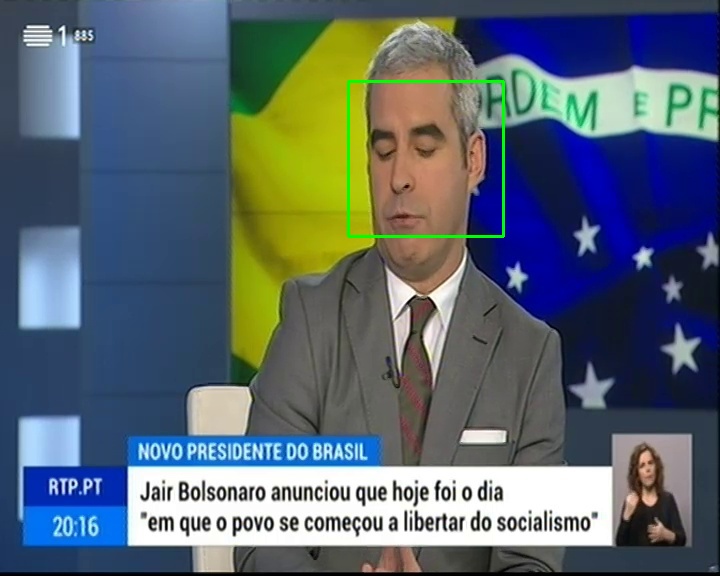 1 885
ORDEM E PR
NOVO PRESIDENTE DO BRASIL
RTP.PT
Jair Bolsonaro anunciou que hoje foi o dia
20:16
"em que o povo se começou a libertar do socialismo"